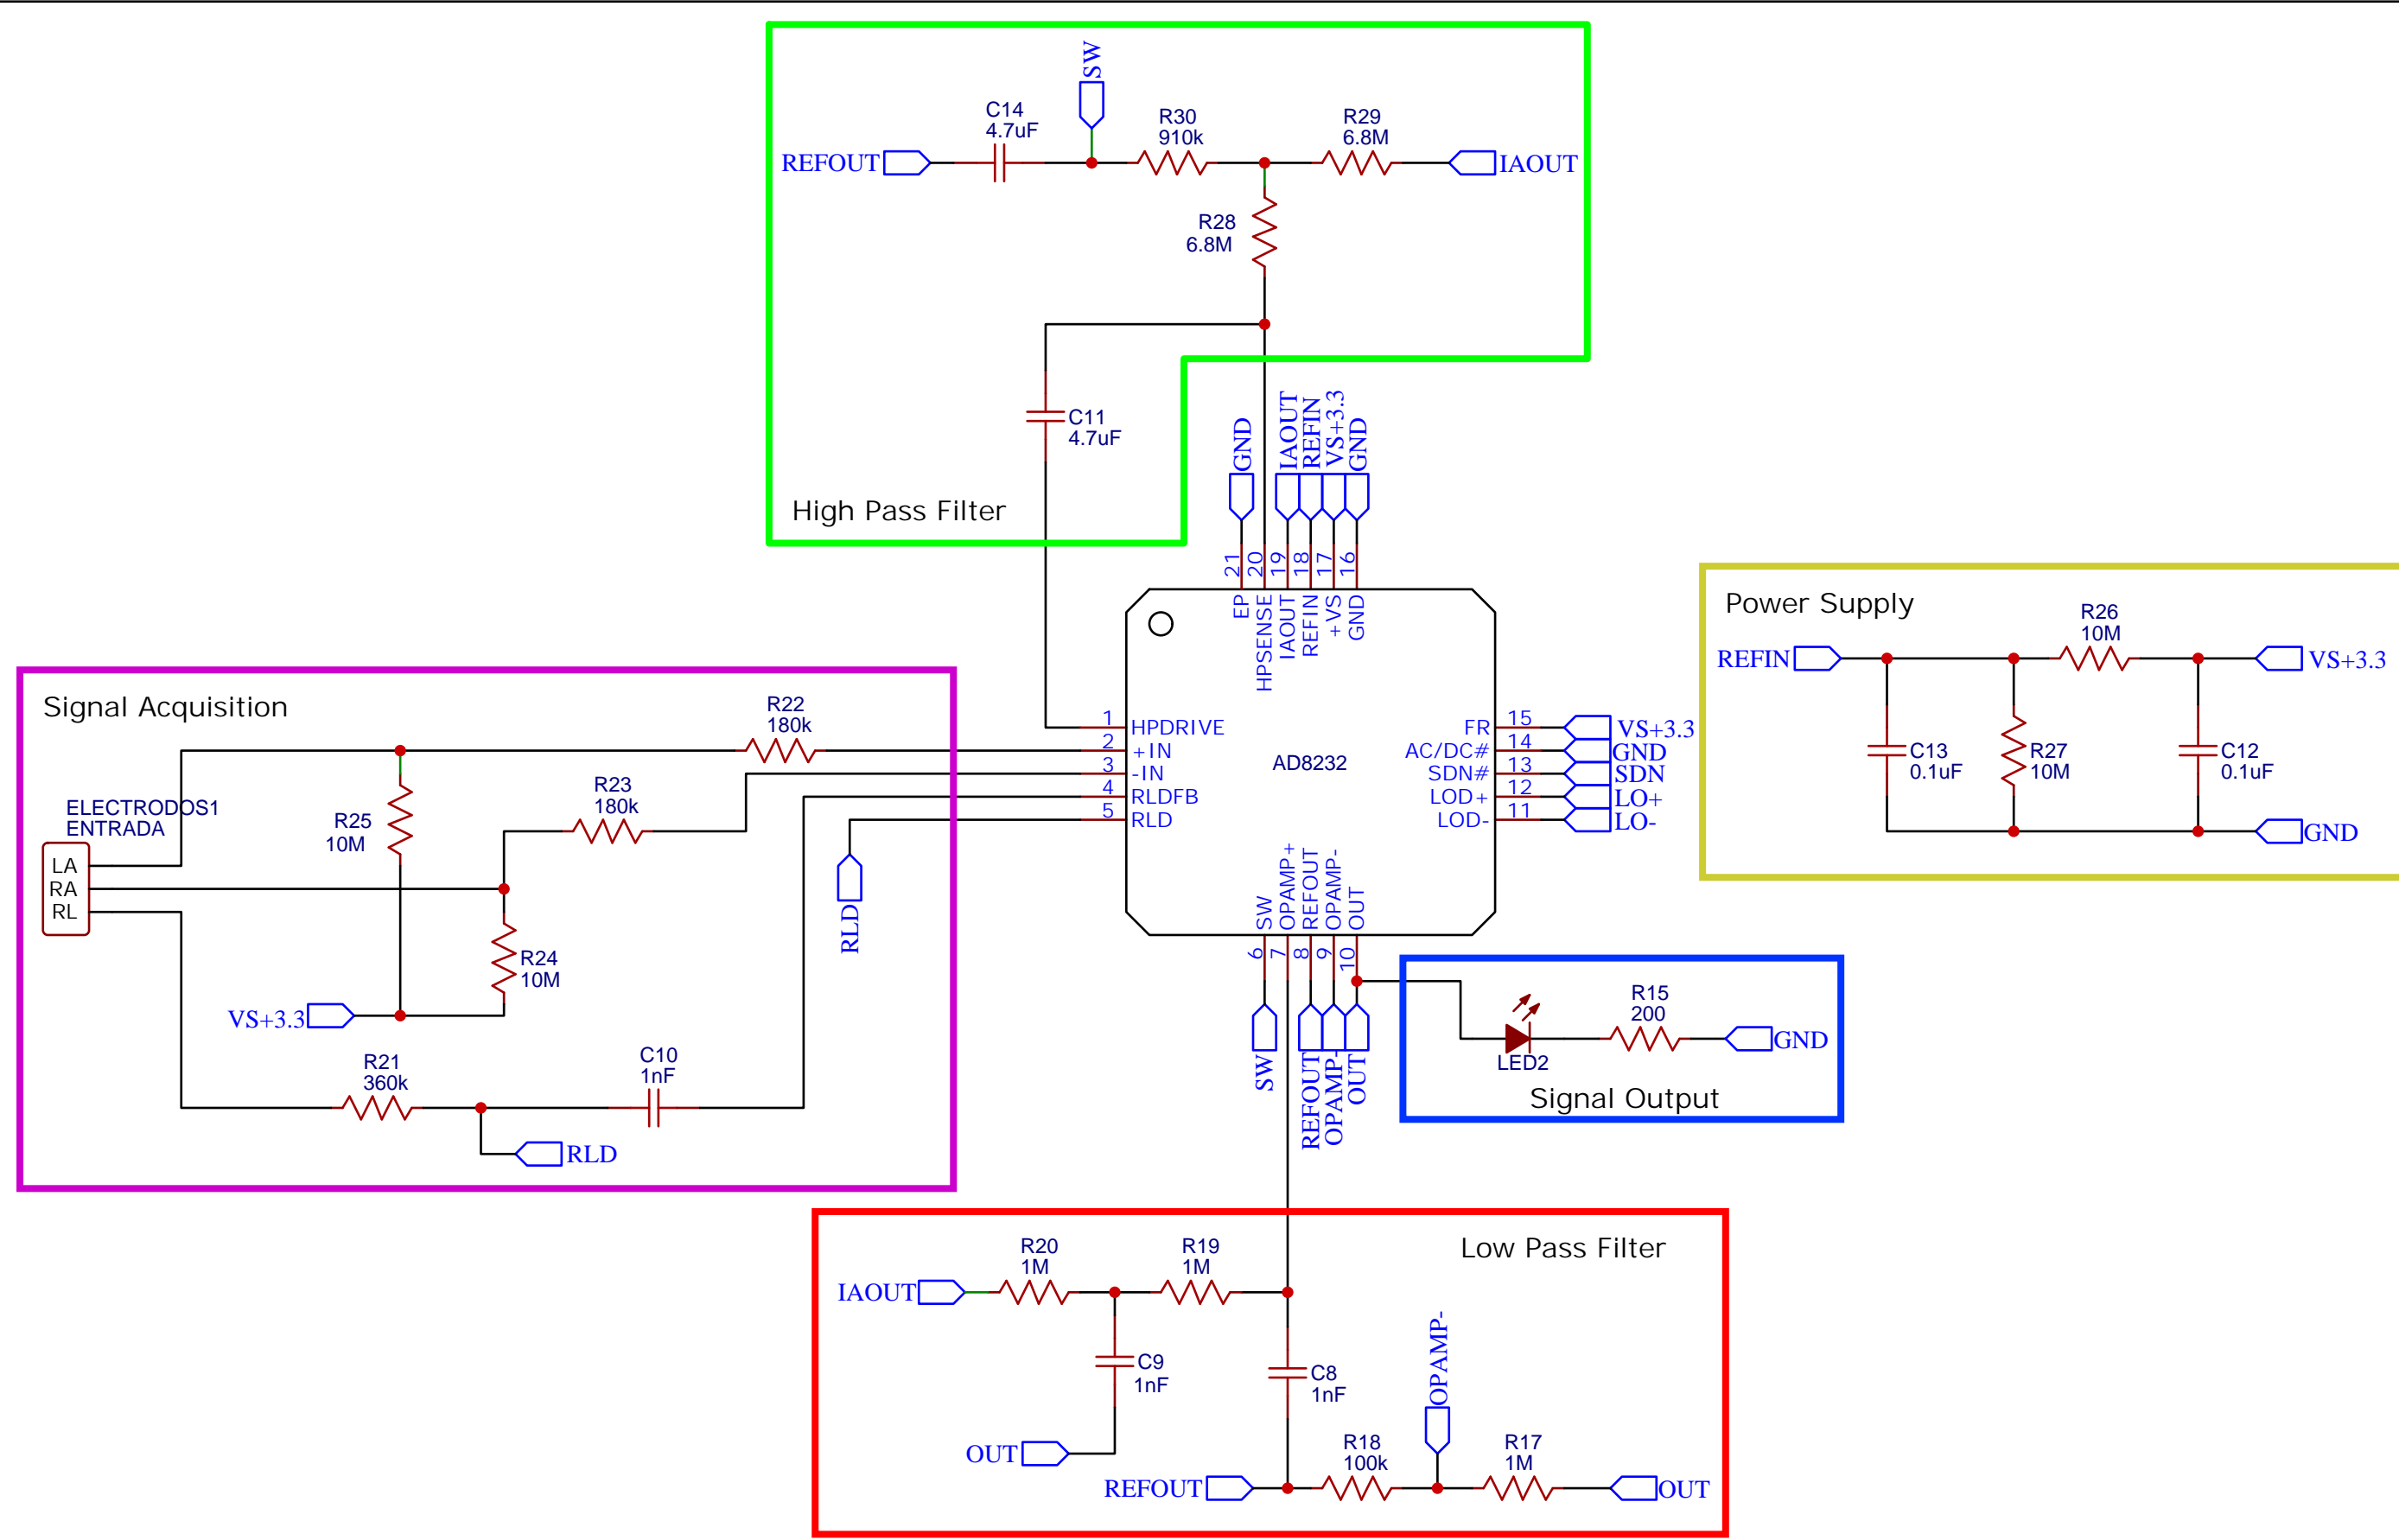 SW
C14
4.7uF
R30
910k
R29
6.8M
REFOUT
IAOUT
R28
6.8M
C11
4.7uF
High Pass Filter
GND
IAOUT
REFIN
VS+3.3
GND
21
20
19
18
17
16
EP
HPSENSE
IAOUT
REFIN
+VS
GND
Power Supply
R26
10M
REFIN
VS+3.3
C13
0.1uF
R27
10M
C12
0.1uF
GND
Signal Acquisition
R22
180k
R23
180k
ELECTRODOS1
ENTRADA
R25
10M
LA
RA
RL
R24
10M
VS+3.3
R21
360k
C10
1nF
RLD
RLD
1
HPDRIVE
2
+IN
3
-IN
4
RLDFB
5
RLD
AD8232
FR
15
VS+3.3
AC/DC#
14
GND
SDN#
13
SDN
LOD+
12
LO+
LOD-
11
LO-
SW
OPAMP+
REFOUT
OPAMP-
OUT
6
7
8
9
10
SW
REFOUT
OPAMP-
OUT
R15
200
LED2
GND
Signal Output
Low Pass Filter
R20
1M
R19
1M
IAOUT
C9
1nF
C8
1nF
OPAMP-
OUT
R18
100k
R17
1M
REFOUT
OUT